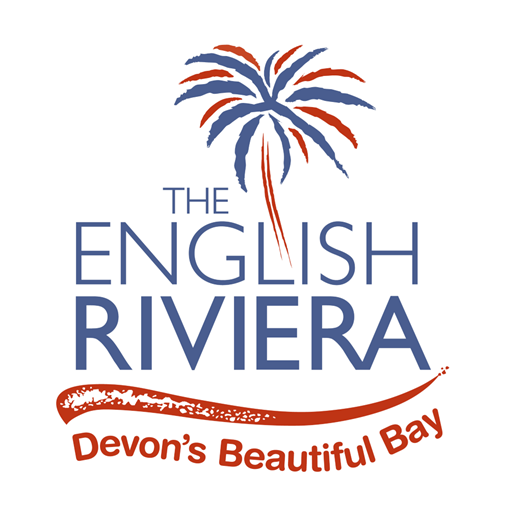 THE
ENGLISH
RIVIERA
Devon's Beautiful Bay